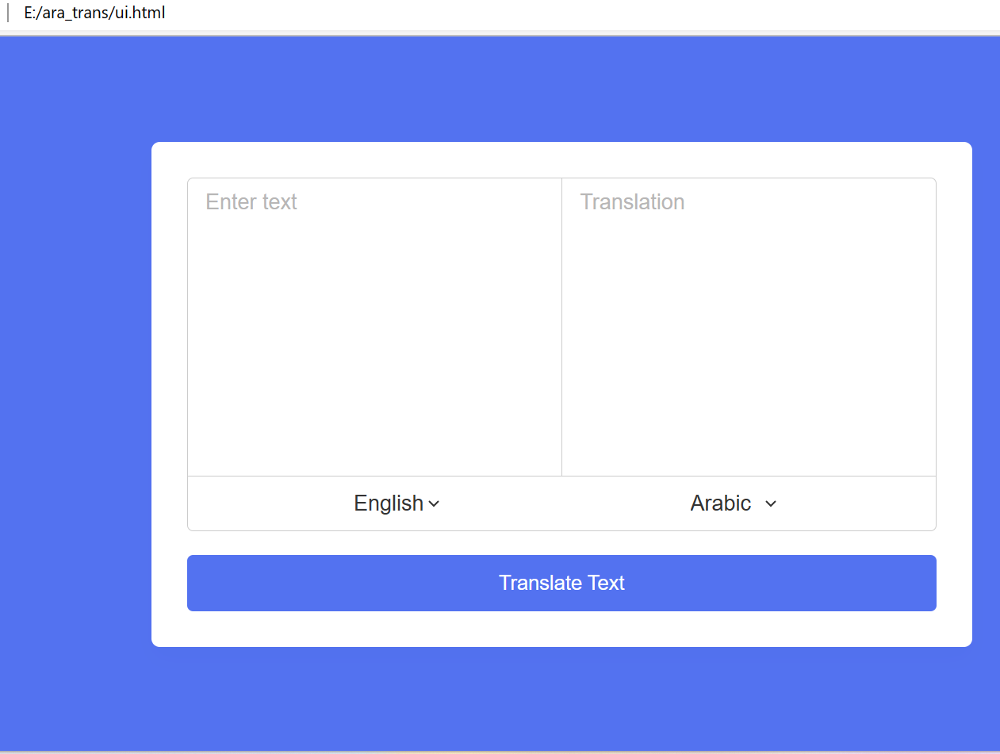 E:/ara_trans/ui.html
Enter text
Translation
English
Arabic
Translate Text